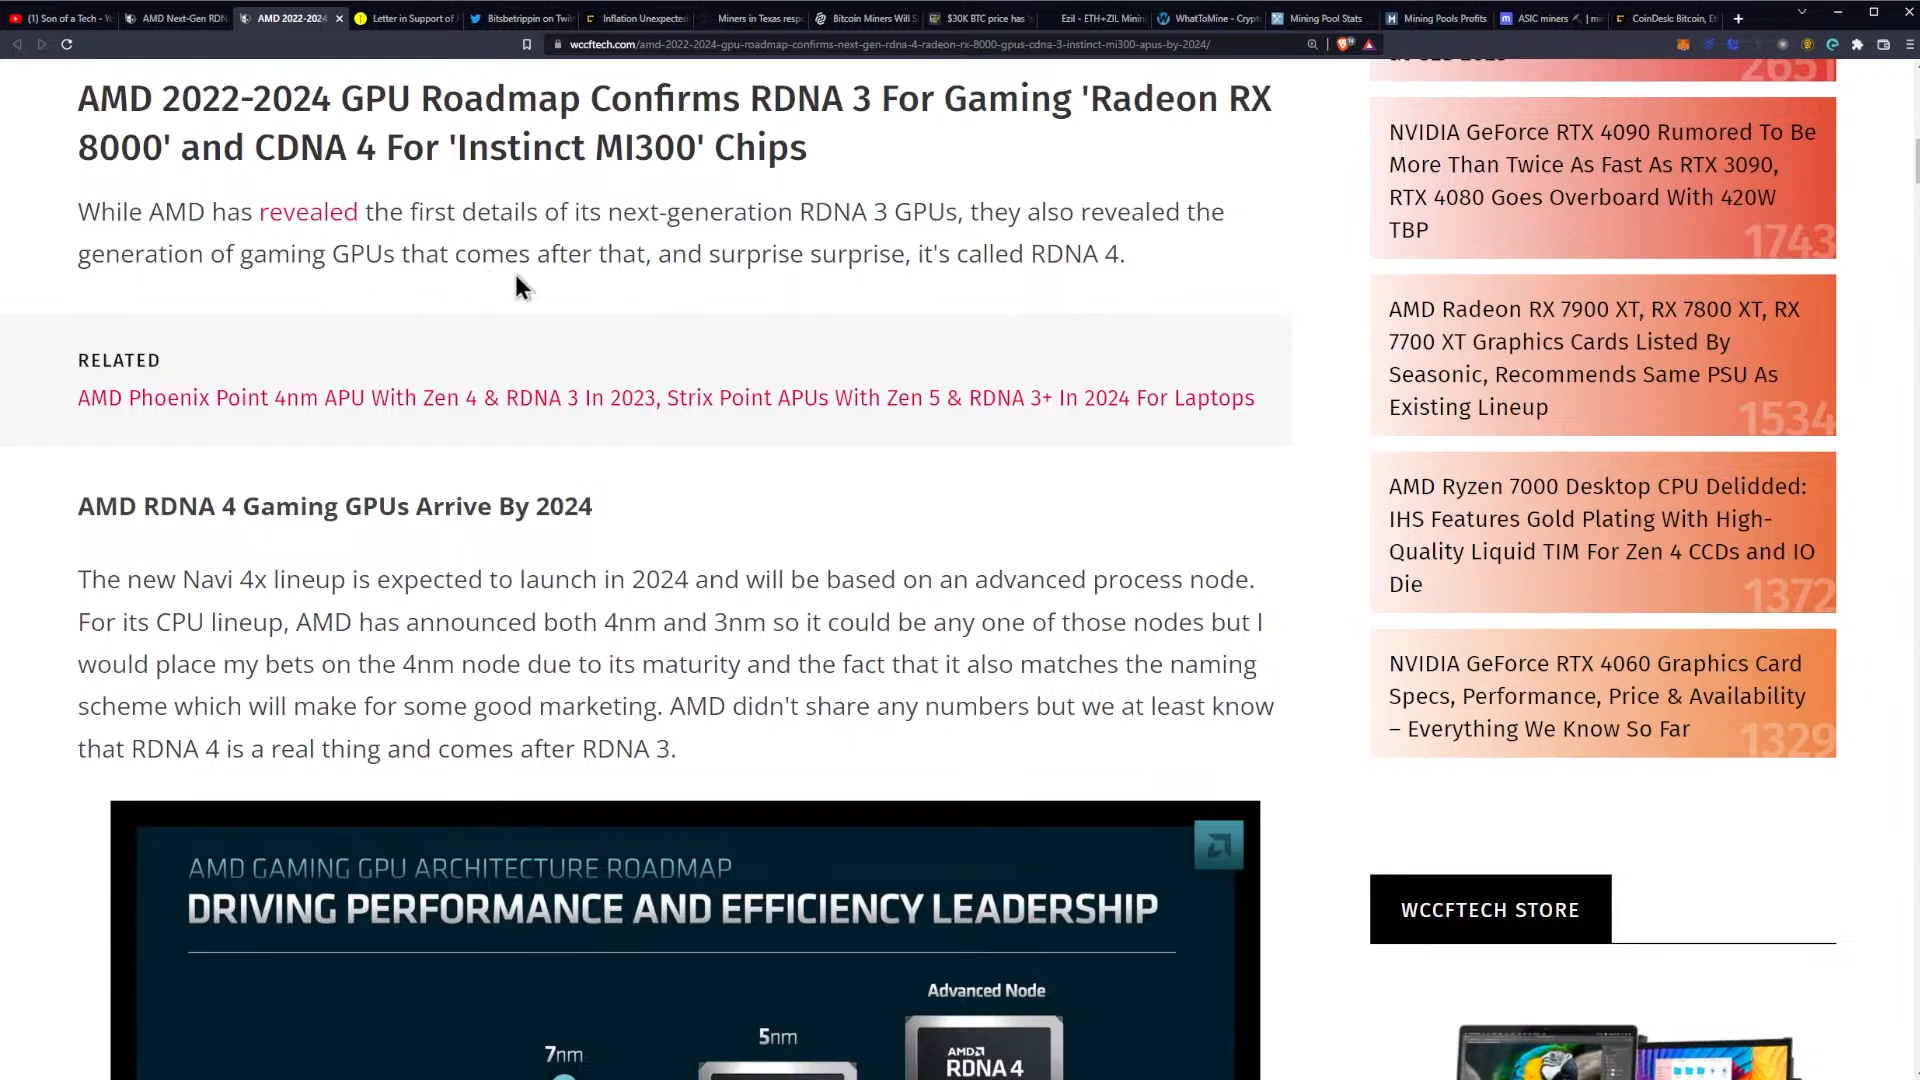 (1) Son of a Tech - Yo
AMD Next-Gen RDN
AMD 2022-2024
Letter in Support of
Bitsbetrippin on Twit
Inflation Unexpected
Miners in Texas resp
Bitcoin Miners Will S
$30K BTC price has 's
Ezil - ETH+ZIL Minin
WhatToMine - Crypt
Mining Pool Stats
Mining Pools Profits
ASIC miners
CoinDesk: Bitcoin, Et
wccftech.com/amd-2022-2024-gpu-roadmap-confirms-next-gen-rdna-4-radeon-rx-8000-gpus-cdna-3-instinct-mi300-apus-by-2024/
AMD 2022-2024 GPU Roadmap Confirms RDNA 3 For Gaming 'Radeon RX
8000' and CDNA 4 For 'Instinct MI300' Chips
While AMD has revealed the first details of its next-generation RDNA 3 GPUs, they also revealed the
generation of gaming GPUs that comes after that, and surprise surprise, it's called RDNA 4.
RELATED
AMD Phoenix Point 4nm APU With Zen 4 & RDNA 3 In 2023, Strix Point APUs With Zen 5 & RDNA 3+ In 2024 For Laptops
AMD RDNA 4 Gaming GPUs Arrive By 2024
The new Navi 4x lineup is expected to launch in 2024 and will be based on an advanced process node.
For its CPU lineup, AMD has announced both 4nm and 3nm so it could be any one of those nodes but I
would place my bets on the 4nm node due to its maturity and the fact that it also matches the naming
scheme which will make for some good marketing. AMD didn't share any numbers but we at least know
that RDNA 4 is a real thing and comes after RDNA 3.
AMD GAMING GPU ARCHITECTURE ROADMAP
DRIVING PERFORMANCE AND EFFICIENCY LEADERSHIP
Advanced Node
5nm
7nm
AMD
RDNA 4
2651
NVIDIA GeForce RTX 4090 Rumored To Be
More Than Twice As Fast As RTX 3090,
RTX 4080 Goes Overboard With 420W
TBP
1743
AMD Radeon RX 7900 XT, RX 7800 XT, RX
7700 XT Graphics Cards Listed By
Seasonic, Recommends Same PSU As
Existing Lineup
1534
AMD Ryzen 7000 Desktop CPU Delidded:
IHS Features Gold Plating With High-
Quality Liquid TIM For Zen 4 CCDs and IO
Die
1372
NVIDIA GeForce RTX 4060 Graphics Card
Specs, Performance, Price & Availability
– Everything We Know So Far
1329
WCCFTECH STORE